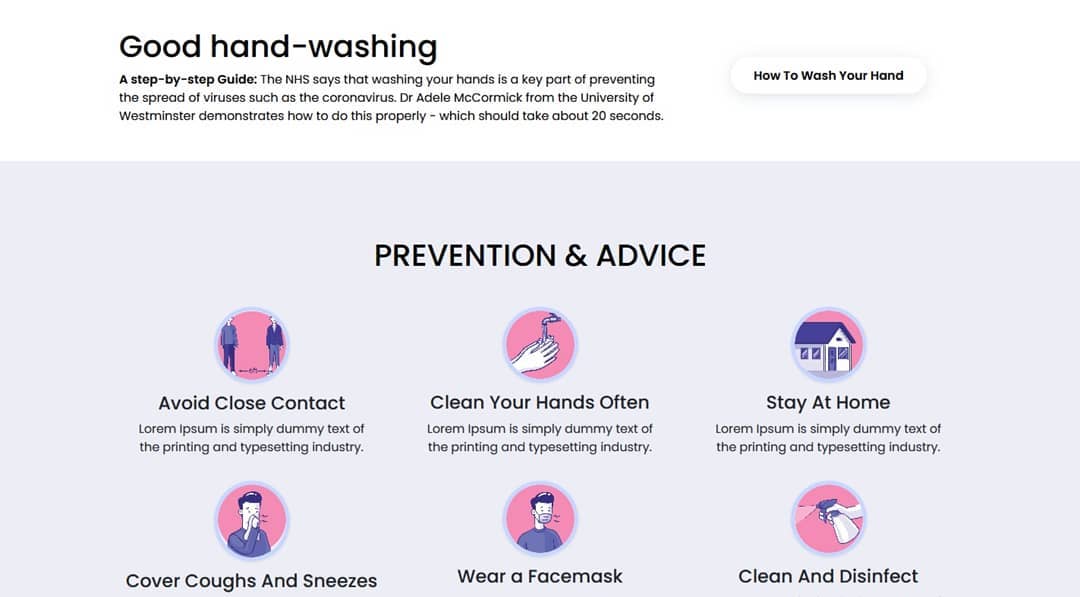 Good hand-washing
A step-by-step Guide: The NHS says that washing your hands is a key part of preventing
the spread of viruses such as the coronavirus. Dr Adele McCormick from the University of
Westminster demonstrates how to do this properly - which should take about 20 seconds.
How To Wash Your Hand
PREVENTION & ADVICE
Avoid Close Contact
Lorem Ipsum is simply dummy text of
the printing and typesetting industry.
Clean Your Hands Often
Lorem Ipsum is simply dummy text of
the printing and typesetting industry.
Stay At Home
Lorem Ipsum is simply dummy text of
the printing and typesetting industry.
Cover Coughs And Sneezes
Wear a Facemask
Clean And Disinfect